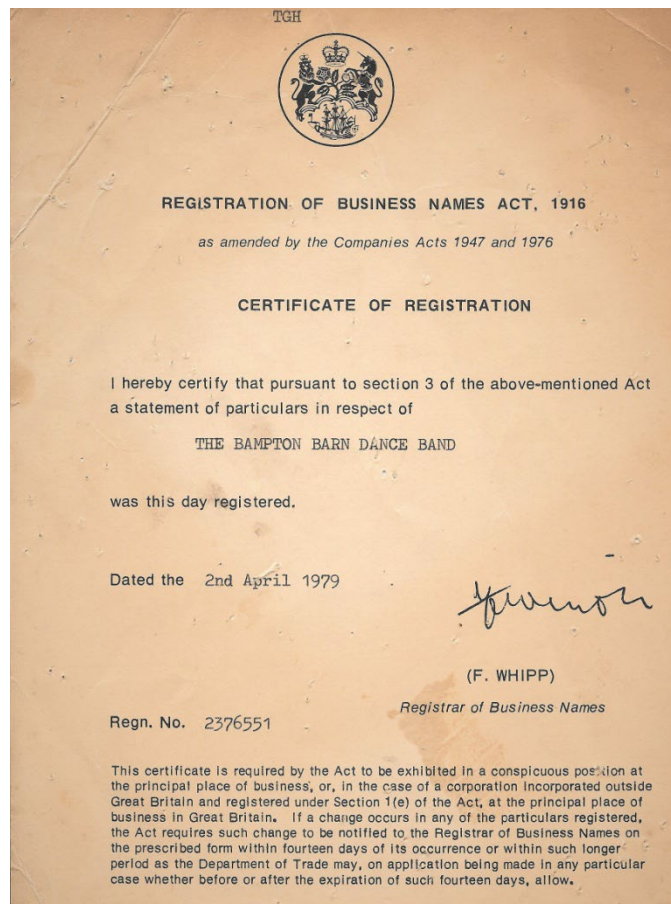 TGH
REGISTRATION OF BUSINESS NAMES ACT, 1916
as amended by the Companies Acts 1947 and 1976
CERTIFICATE OF REGISTRATION
I hereby certify that pursuant to section 3 of the above-mentioned Act
a statement of particulars in respect of
THE BAMPTON BARN DANCE BAND
was this day registered.
Dated the 2nd April 1979
(F. WHIPP)
Registrar of Business Names
Regn. No. 2376551
This certificate is required by the Act to be exhibited in a conspicuous position at
the principal place of business, or, in the case of a corporation incorporated outside
Great Britain and registered under Section 1(e) of the Act, at the principal place of
business in Great Britain. If a change occurs in any of the particulars registered,
the Act requires such change to be notified to the Registrar of Business Names on
the prescribed form within fourteen days of its occurrence or within such longer
period as the Department of Trade may, on application being made in any particular
case whether before or after the expiration of such fourteen days, allow.